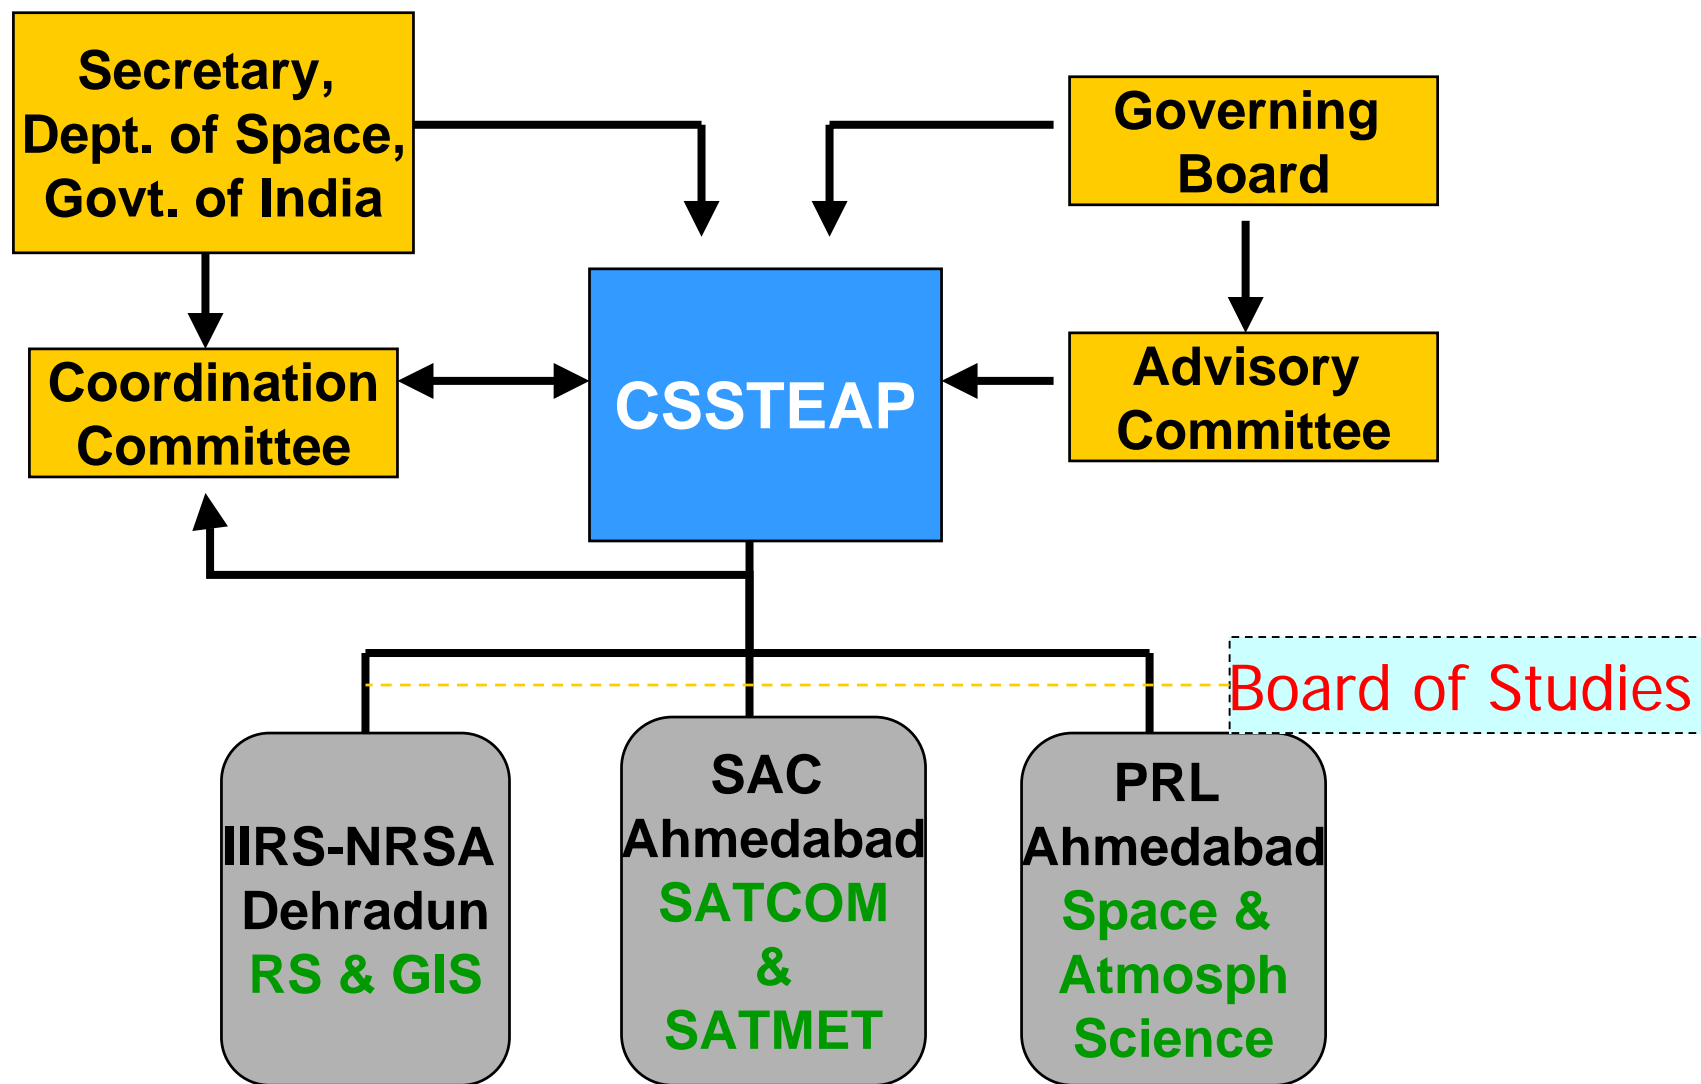 Secretary,
Dept. of Space,
Govt. of India
Governing
Board
Coordination
Committee
CSSTEAP
Advisory
Committee
Board of Studies
IIRS-NRSA
Dehradun
RS & GIS
SAC
Ahmedabad
SATCOM
&
SATMET
PRL
Ahmedabad
Space &
Atmosph
Science